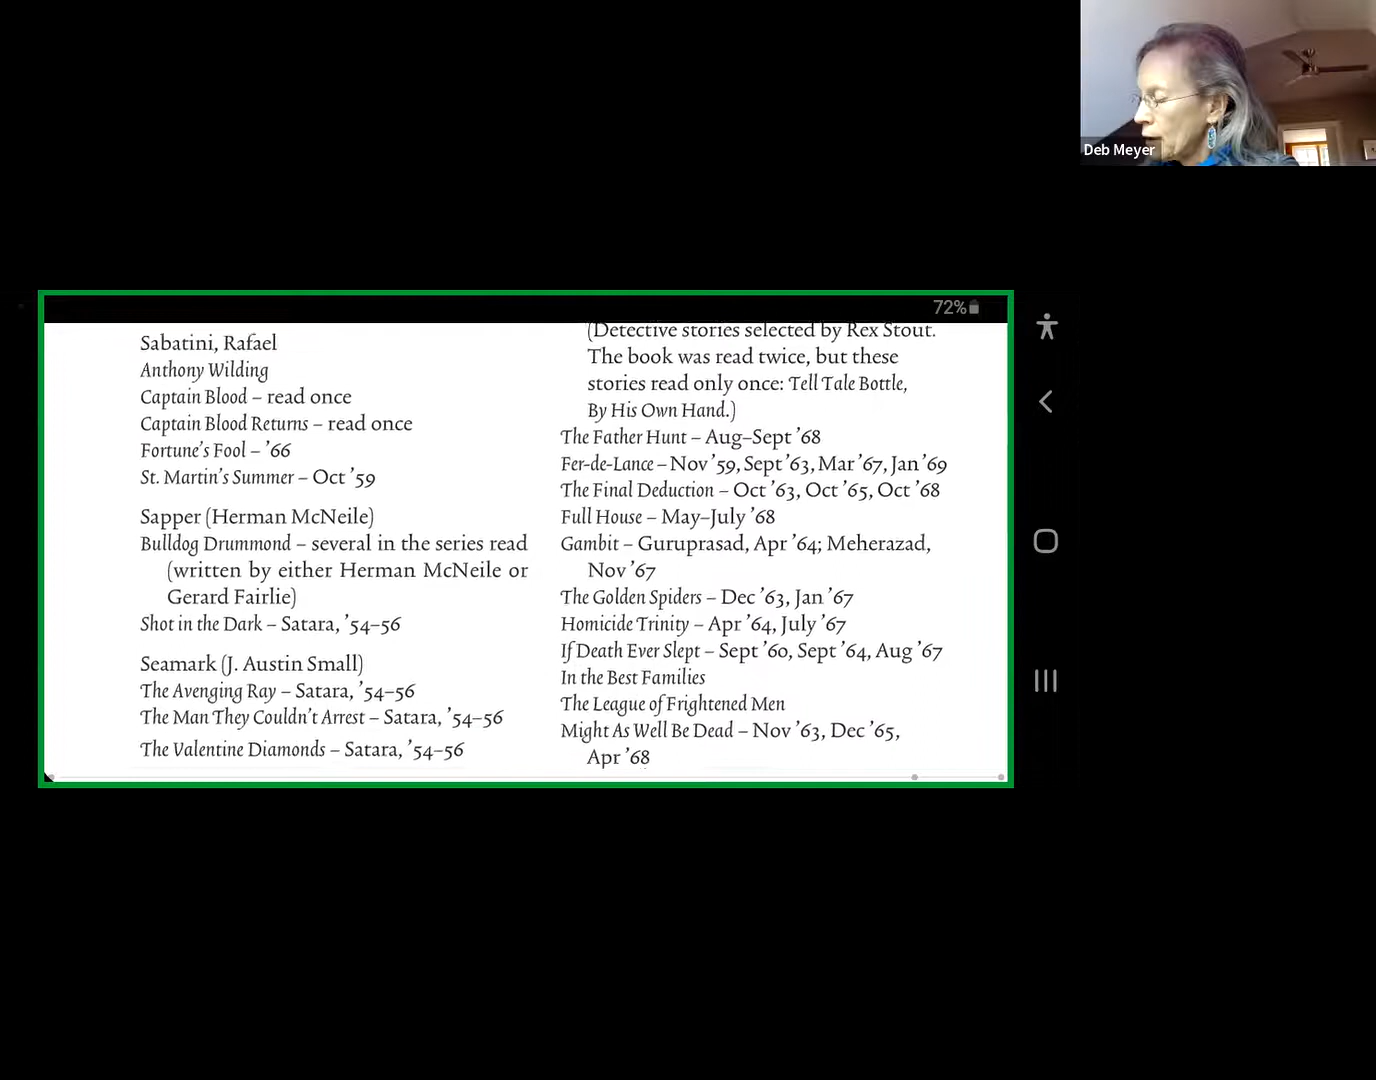 Deb Meyer
72%
Sabatini, Rafael
Anthony Wilding
Captain Blood – read once
Captain Blood Returns – read once
Fortune’s Fool – ’66
St. Martin’s Summer – Oct ’59
Sapper (Herman McNeile)
Bulldog Drummond – several in the series read
(written by either Herman McNeile or
Gerard Fairlie)
Shot in the Dark – Satara, ’54–56
Seamark (J. Austin Small)
The Avenging Ray – Satara, ’54–56
The Man They Couldn’t Arrest – Satara, ’54–56
The Valentine Diamonds – Satara, ’54–56
(Detective stories selected by Rex Stout.
The book was read twice, but these
stories read only once: Tell Tale Bottle,
By His Own Hand.)
The Father Hunt – Aug–Sept ’68
Fer-de-Lance – Nov ’59, Sept ’63, Mar ’67, Jan ’69
The Final Deduction – Oct ’63, Oct ’65, Oct ’68
Full House – May–July ’68
Gambit – Guruprasad, Apr ’64; Meherazad,
Nov ’67
The Golden Spiders – Dec ’63, Jan ’67
Homicide Trinity – Apr ’64, July ’67
If Death Ever Slept – Sept ’60, Sept ’64, Aug ’67
In the Best Families
The League of Frightened Men
Might As Well Be Dead – Nov ’63, Dec ’65,
Apr ’68